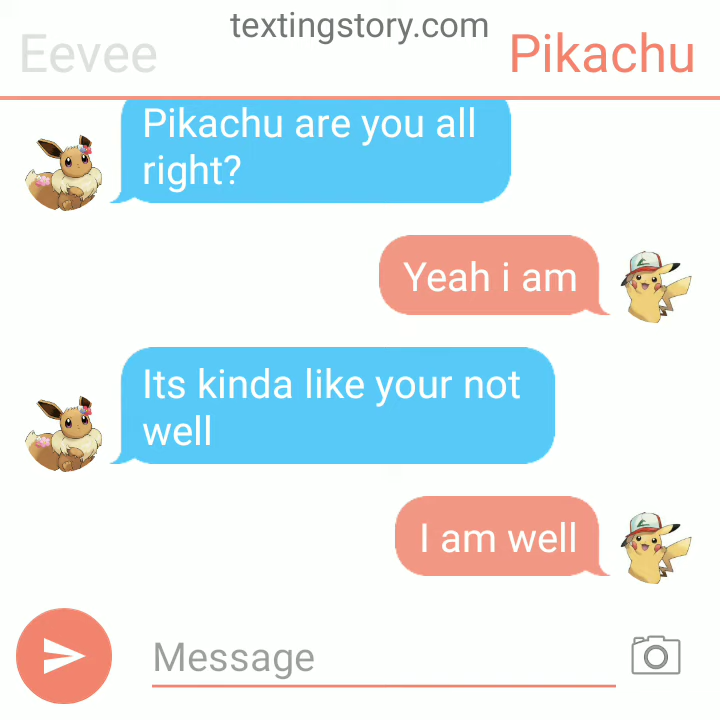 textingstory.com
Eevee
Pikachu
Pikachu are you all
right?
Yeah i am
Its kinda like your not
well
I am well
Message